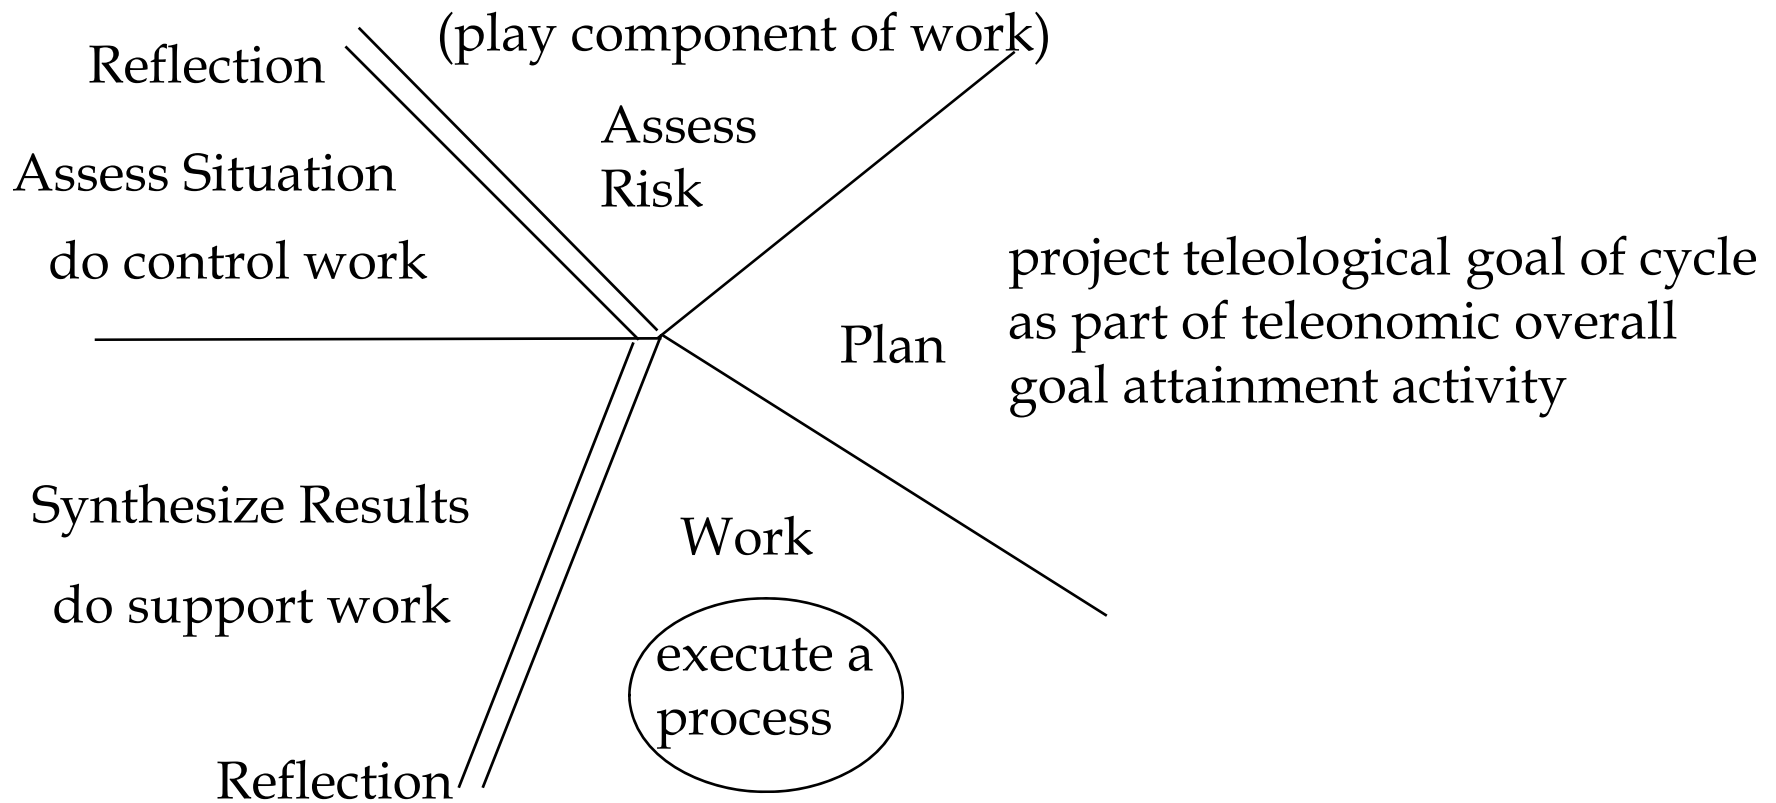 (play component of work)
Reflection
Assess
Risk
Assess Situation
do control work
project teleological goal of cycle
as part of teleonomic overall
goal attainment activity
Plan
Synthesize Results
do support work
Work
execute a
process
Reflection